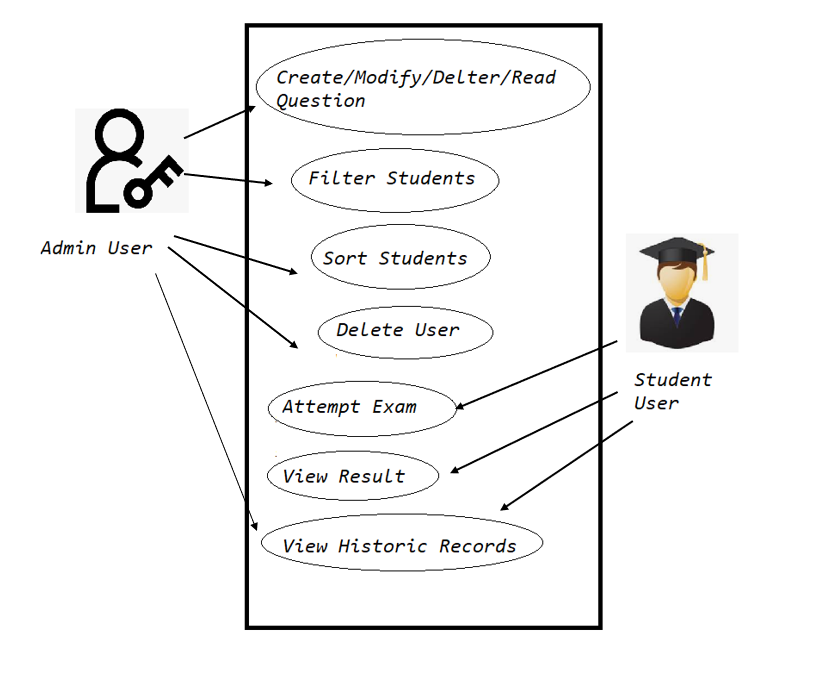 Create/Modify/Delter/Read
Question
Filter Students
Admin User
Sort Students
Delete User
Student
User
Attempt Exam
View Result
View Historic Records